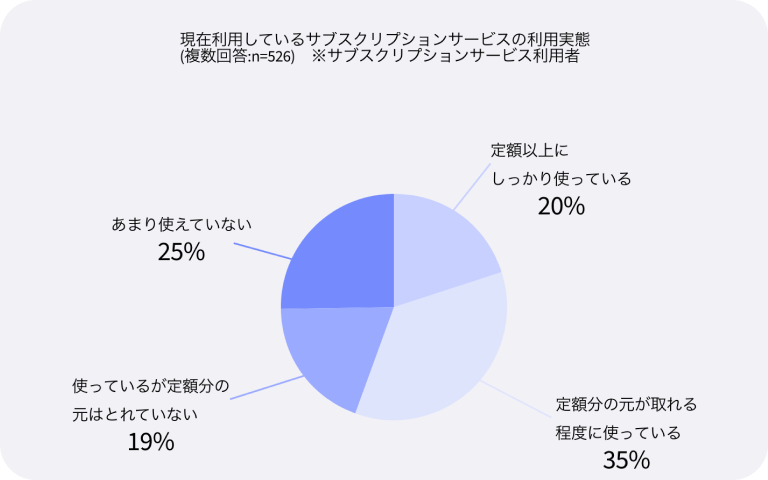 現在利用しているサブスクリプションサービスの利用実態
(複数回答:n=526)　※サブスクリプションサービス利用者
定額以上に
しっかり使っている
20%
あまり使えていない
25%
使っているが定額分の
元はとれていない
19%
定額分の元が取れる
程度に使っている
35%